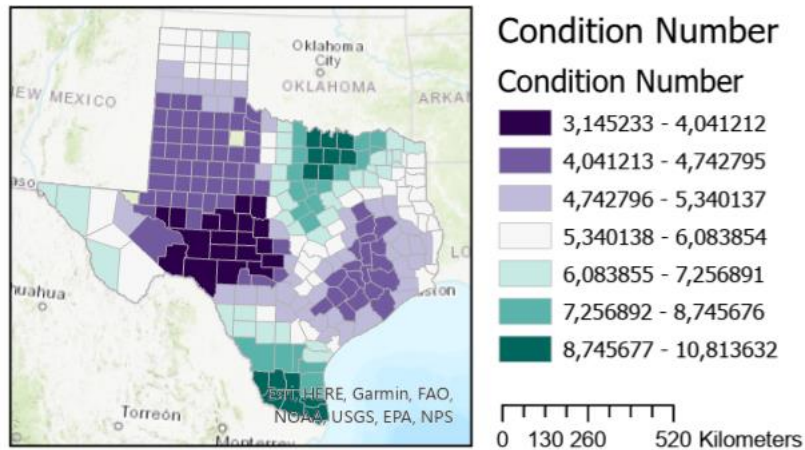 Condition Number
Condition Number
3,145233 - 4,041212
4,041213 - 4,742795
4,742796 - 5,340137
5,340138 - 6,083854
6,083855 - 7,256891
7,256892 - 8,745676
8,745677 - 10,813632
0 130 260 520 Kilometers
Oklahoma
City
OKLAHOMA
EW MEXICO
ARKA
so
LO
ston
huahua
Esri, HERE, Garmin, FAO,
NOAA, USGS, EPA, NPS
Torreón
Monterrey